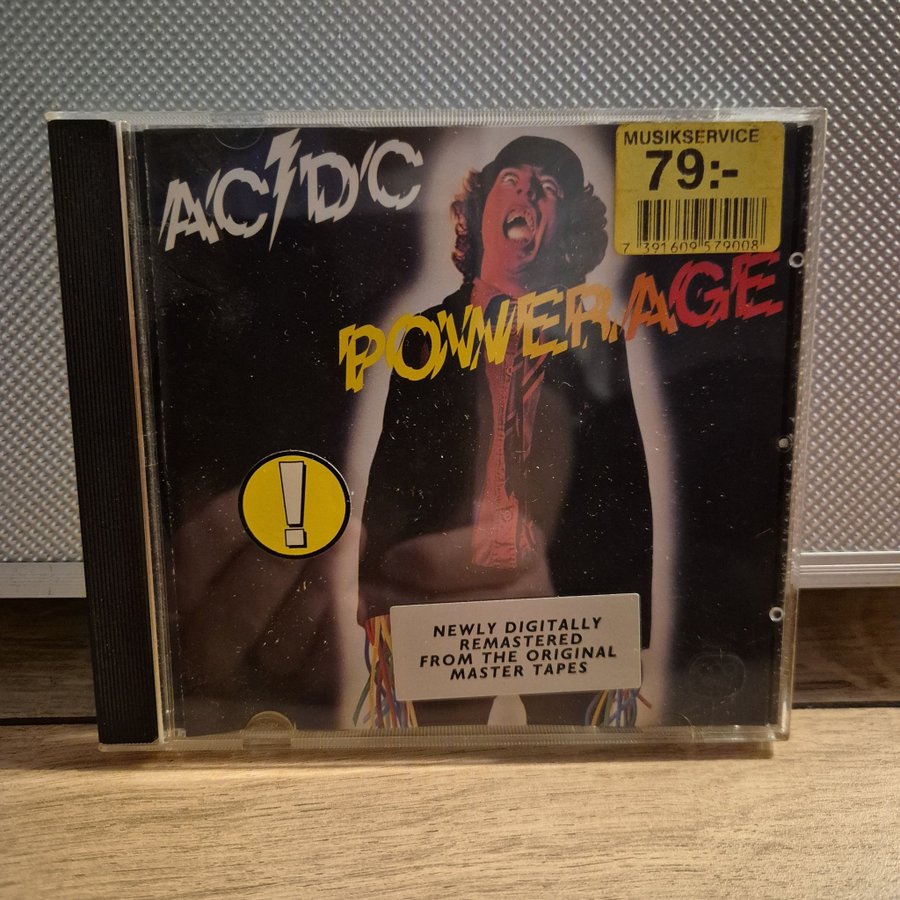 AC⚡DC
MUSIKSERVICE
79:-
7 391609 579008
POWERAGE
!
NEWLY DIGITALLY
REMASTERED
FROM THE ORIGINAL
MASTER TAPES